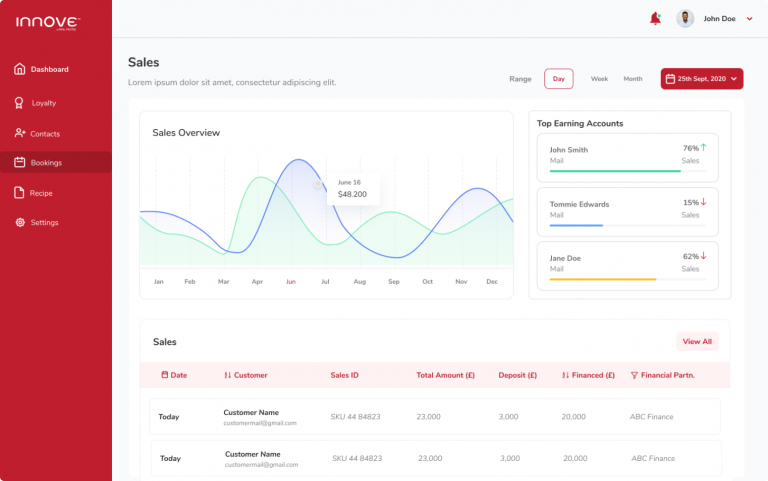 INNOVE
John Doe
Dashboard
Loyalty
Contacts
Bookings
Recipe
Settings
Sales
Lorem ipsum dolor sit amet, consectetur adipiscing elit.
Range Day Week Month 25th Sept, 2020
Sales Overview
June 16
$48.200
Jan Feb Mar Apr Jun Jul Aug Sep Oct Nov Dec
Top Earning Accounts
John Smith 76%
Mail Sales
Tommie Edwards 15%
Mail Sales
Jane Doe 62%
Mail Sales
Sales View All
Date Customer Sales ID Total Amount (£) Deposit (£) Financed (£) Financial Partn.
Today Customer Name SKU 44 84823 23,000 3,000 20,000 ABC Finance
customermail@gmail.com
Today Customer Name SKU 44 84823 23,000 3,000 20,000 ABC Finance
customermail@gmail.com